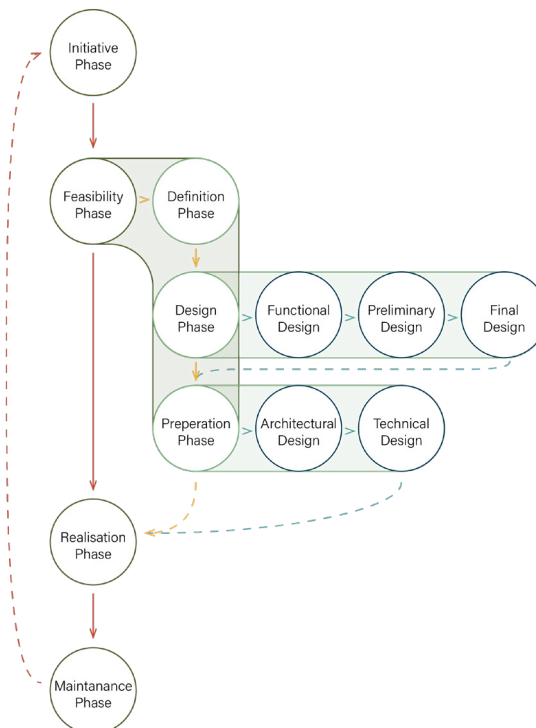 Initiative
Phase
Feasibility
Phase
Definition
Phase
Design
Phase
Functional
Design
Preliminary
Design
Final
Design
Preperation
Phase
Architectural
Design
Technical
Design
Realisation
Phase
Maintanance
Phase